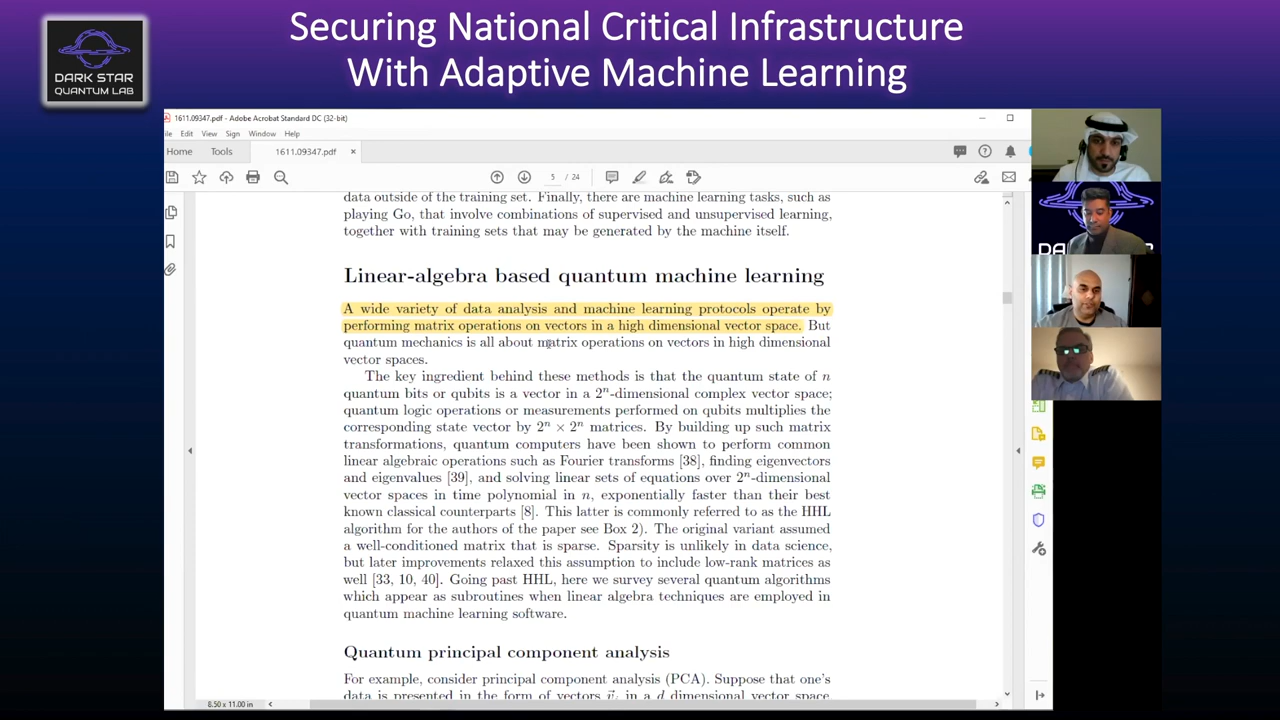 Securing National Critical Infrastructure
With Adaptive Machine Learning
DARK STAR
QUANTUM LAB
1611.09347.pdf - Adobe Acrobat Standard DC (32-bit)
Edit View Sign Window Help
Home Tools 1611.09347.pdf ×
5 / 24
data outside of the training set. Finally, there are machine learning tasks, such as
playing Go, that involve combinations of supervised and unsupervised learning,
together with training sets that may be generated by the machine itself.
Linear-algebra based quantum machine learning
A wide variety of data analysis and machine learning protocols operate by
performing matrix operations on vectors in a high dimensional vector space. But
quantum mechanics is all about matrix operations on vectors in high dimensional
vector spaces.
The key ingredient behind these methods is that the quantum state of n
quantum bits or qubits is a vector in a 2ⁿ-dimensional complex vector space;
quantum logic operations or measurements performed on qubits multiplies the
corresponding state vector by 2ⁿ × 2ⁿ matrices. By building up such matrix
transformations, quantum computers have been shown to perform common
linear algebraic operations such as Fourier transforms [38], finding eigenvectors
and eigenvalues [39], and solving linear sets of equations over 2ⁿ-dimensional
vector spaces in time polynomial in n, exponentially faster than their best
known classical counterparts [8]. This latter is commonly referred to as the HHL
algorithm for the authors of the paper see Box 2). The original variant assumed
a well-conditioned matrix that is sparse. Sparsity is unlikely in data science,
but later improvements relaxed this assumption to include low-rank matrices as
well [33, 10, 40]. Going past HHL, here we survey several quantum algorithms
which appear as subroutines when linear algebra techniques are employed in
quantum machine learning software.
Quantum principal component analysis
For example, consider principal component analysis (PCA). Suppose that one's
data is presented in the form of vectors in a d dimensional vector space
8.50 x 11.00 in